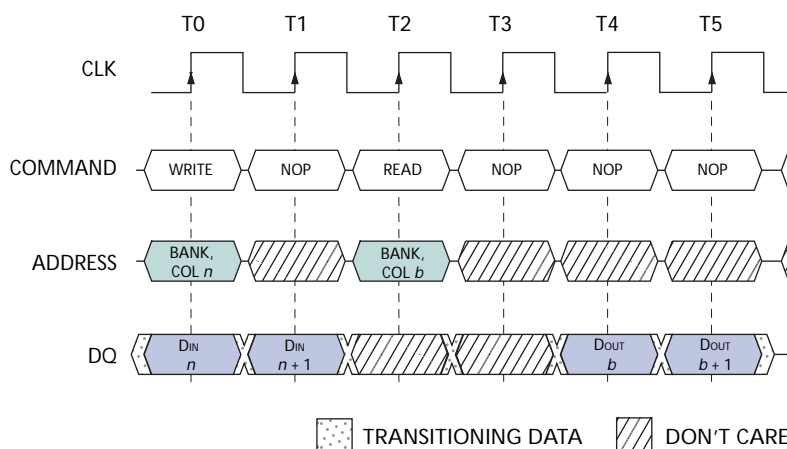 T0 T1 T2 T3 T4 T5
CLK
COMMAND WRITE NOP READ NOP NOP NOP
ADDRESS BANK, COL n BANK, COL b
DQ DIN n DIN n + 1 DOUT b DOUT b + 1
TRANSITIONING DATA DON'T CARE